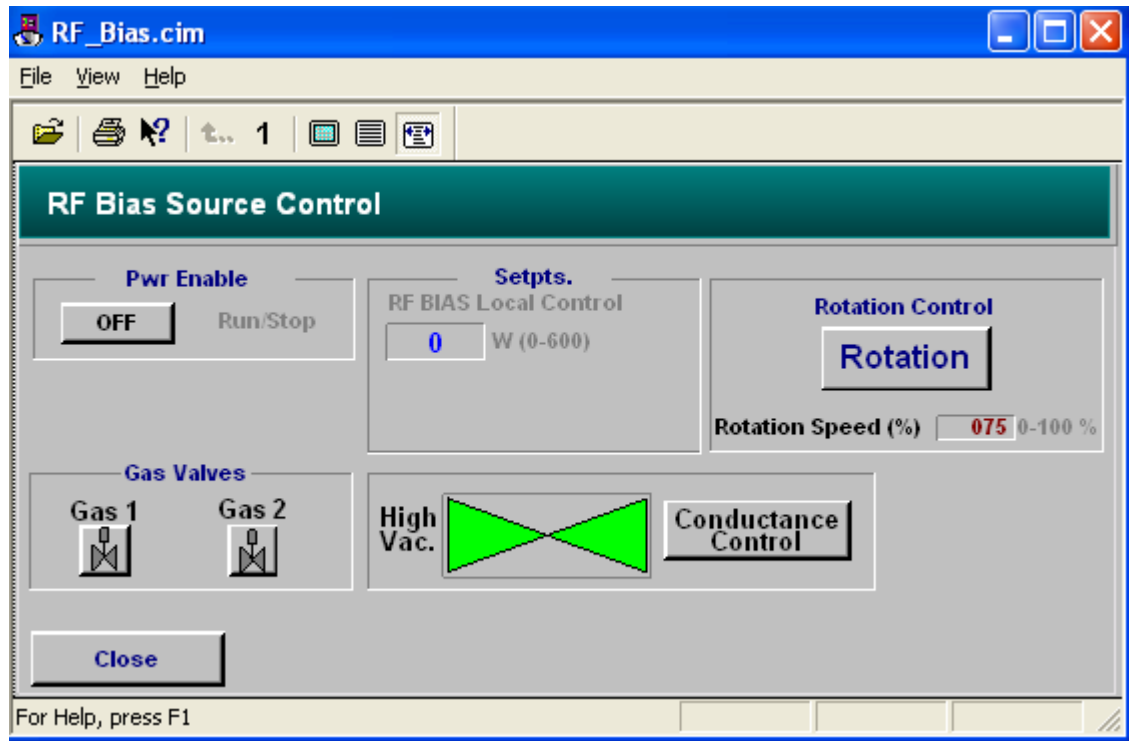 RF_Bias.cim
File View Help
1
RF Bias Source Control
Pwr Enable
OFF Run/Stop
Setpts.
RF BIAS Local Control
0 W (0-600)
Rotation Control
Rotation
Rotation Speed (%) 075 0-100 %
Gas Valves
Gas 1 Gas 2
High
Vac.
Conductance
Control
Close
For Help, press F1